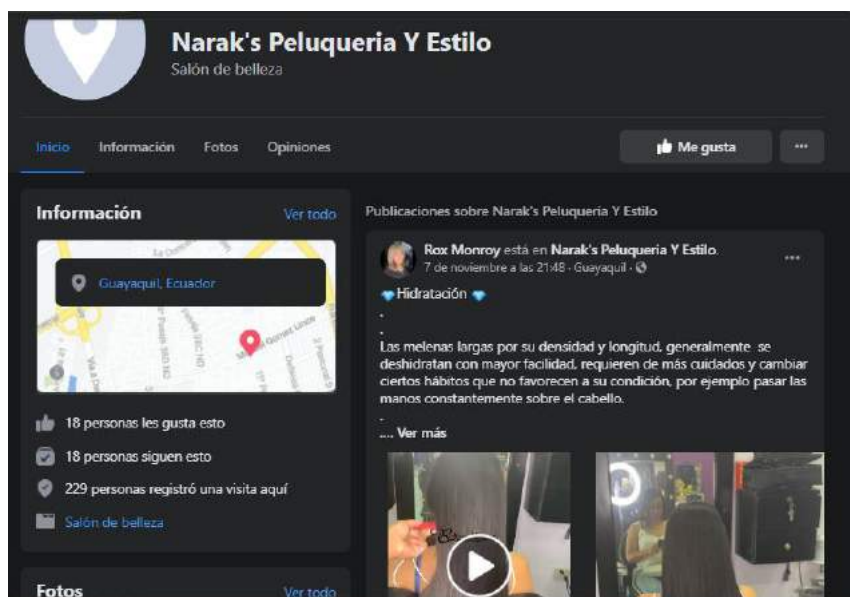 Narak's Peluqueria Y Estilo
Salón de belleza
Inicio Información Fotos Opiniones
Me gusta
Información Ver todo
Guayaquil, Ecuador
18 personas les gusta esto
18 personas siguen esto
229 personas registró una visita aquí
Salón de belleza
Fotos Ver todo
Publicaciones sobre Narak's Peluqueria Y Estilo
Rox Monroy está en Narak's Peluqueria Y Estilo.
7 de noviembre a las 21:48 · Guayaquil ·
Hidratación
.
.
Las melenas largas por su densidad y longitud, generalmente se
deshidratan con mayor facilidad, requieren de más cuidados y cambiar
ciertos hábitos que no favorecen a su condición, por ejemplo pasar las
manos constantemente sobre el cabello.
.
.... Ver más